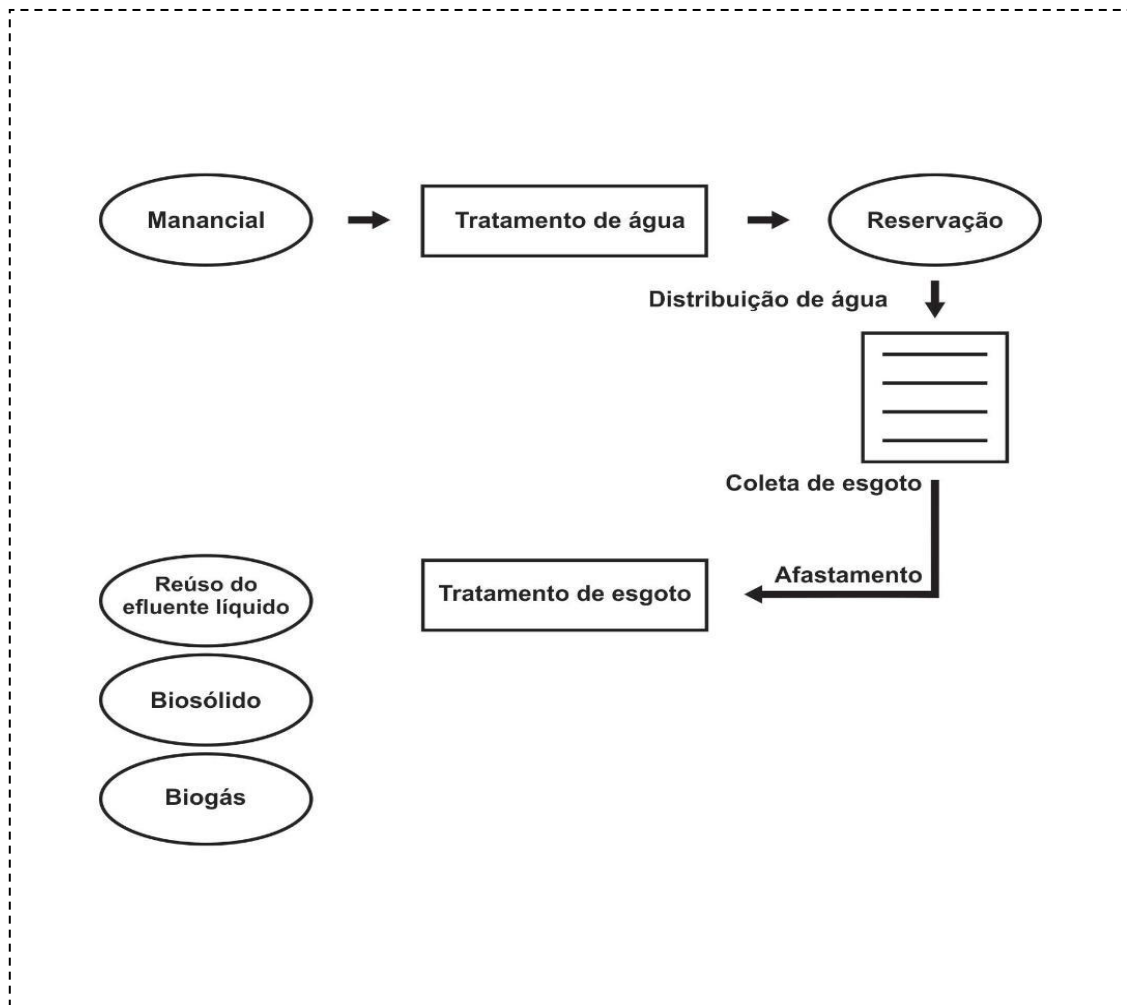 Manancial
Tratamento de água
Reservação
Distribuição de água
Coleta de esgoto
Afastamento
Tratamento de esgoto
Reúso do
efluente líquido
Biosólido
Biogás